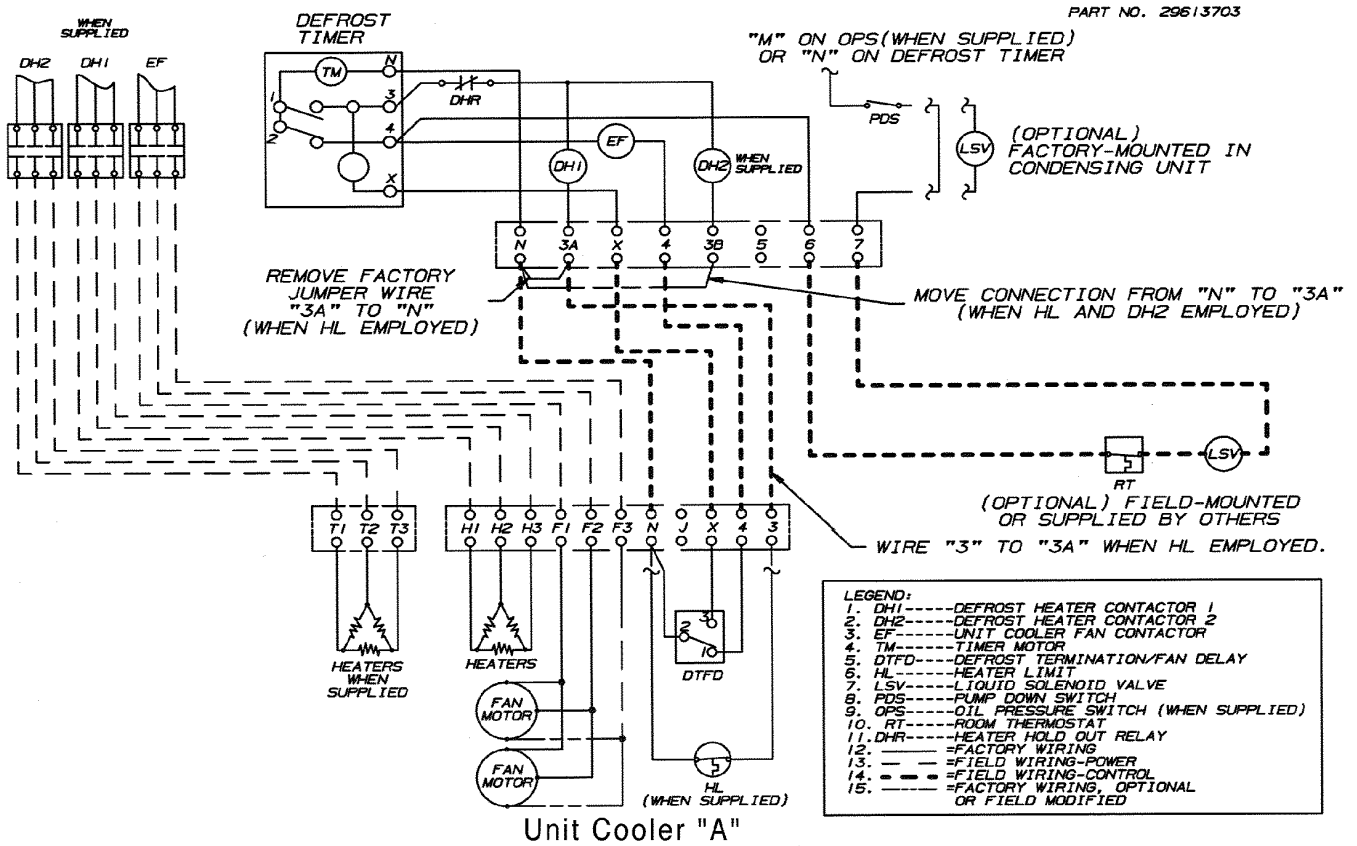 PART NO. 29613703
WHEN
SUPPLIED
DEFROST
TIMER
"M" ON OPS(WHEN SUPPLIED)
OR "N" ON DEFROST TIMER
DH2
DH1
EF
TM
N
1
3
2
4
X
DHR
EF
DH1
DH2
WHEN
SUPPLIED
PDS
LSV
(OPTIONAL)
FACTORY-MOUNTED IN
CONDENSING UNIT
N
3A
X
4
3B
5
6
7
REMOVE FACTORY
JUMPER WIRE
"3A" TO "N"
(WHEN HL EMPLOYED)
MOVE CONNECTION FROM "N" TO "3A"
(WHEN HL AND DH2 EMPLOYED)
RT
LSV
(OPTIONAL) FIELD-MOUNTED
OR SUPPLIED BY OTHERS
T1
T2
T3
H1
H2
H3
F1
F2
F3
N
J
X
4
3
WIRE "3" TO "3A" WHEN HL EMPLOYED.
HEATERS
WHEN
SUPPLIED
HEATERS
3
2
1
DTFD
FAN
MOTOR
FAN
MOTOR
HL
(WHEN SUPPLIED)
LEGEND:
1. DH1-----DEFROST HEATER CONTACTOR 1
2. DH2-----DEFROST HEATER CONTACTOR 2
3. EF------UNIT COOLER FAN CONTACTOR
4. TM------TIMER MOTOR
5. DTFD----DEFROST TERMINATION/FAN DELAY
6. HL------HEATER LIMIT
7. LSV-----LIQUID SOLENOID VALVE
8. PDS-----PUMP DOWN SWITCH
9. OPS-----OIL PRESSURE SWITCH (WHEN SUPPLIED)
10. RT-----ROOM THERMOSTAT
11.DHR-----HEATER HOLD OUT RELAY
12. =FACTORY WIRING
13. =FIELD WIRING-POWER
14. =FIELD WIRING-CONTROL
15. =FACTORY WIRING, OPTIONAL
OR FIELD MODIFIED
Unit Cooler "A"